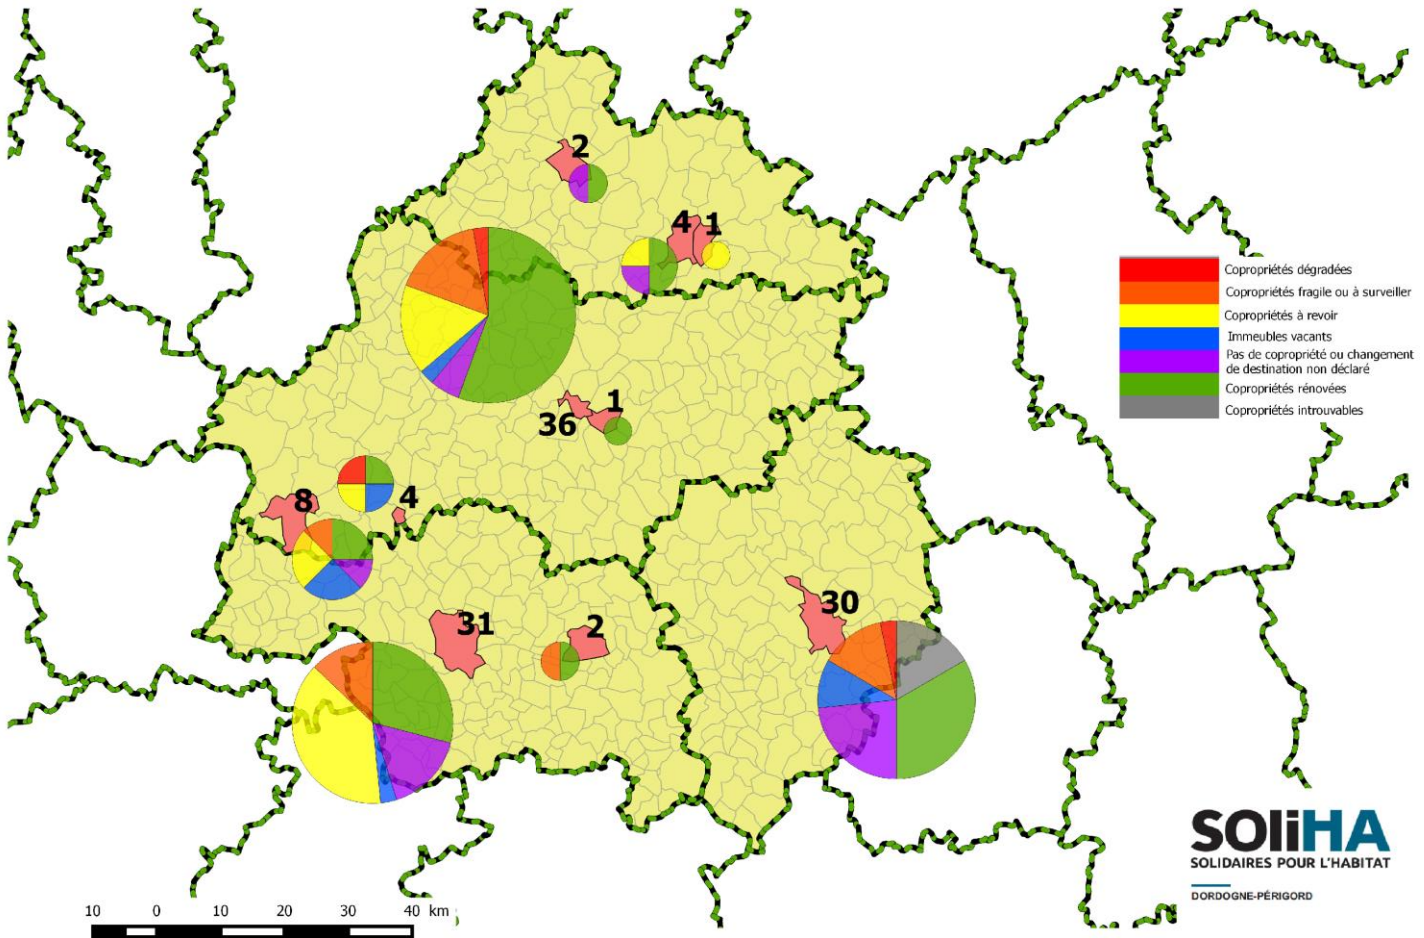 2
4
1
Copropriétés dégradées
Copropriétés fragile ou à surveiller
Copropriétés à revoir
Immeubles vacants
Pas de copropriété ou changement
de destination non déclaré
Copropriétés rénovées
Copropriétés introuvables
1
36
8
4
30
31
2
SOliHA
SOLIDAIRES POUR L'HABITAT
DORDOGNE-PÉRIGORD
10 0 10 20 30 40 km